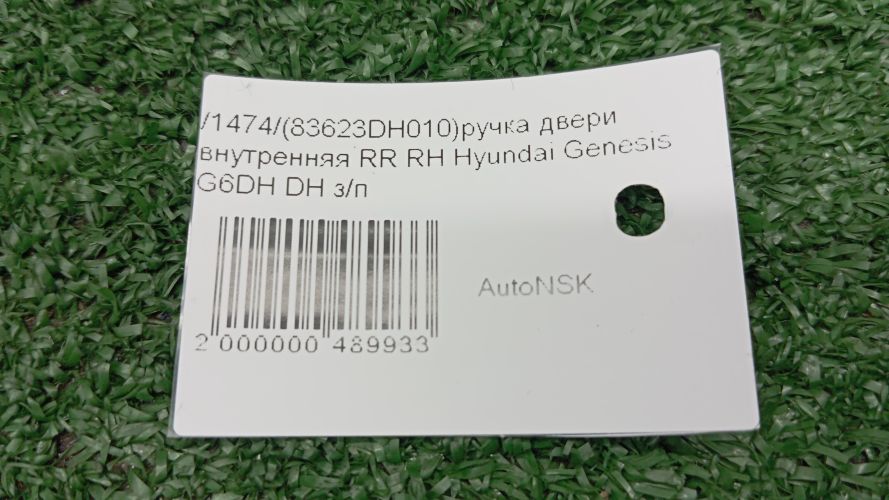 /1474/(83623DH010)ручка двери
внутренняя RR RH Hyundai Genesis
G6DH DH з/п
AutoNSK
2 000000 489933